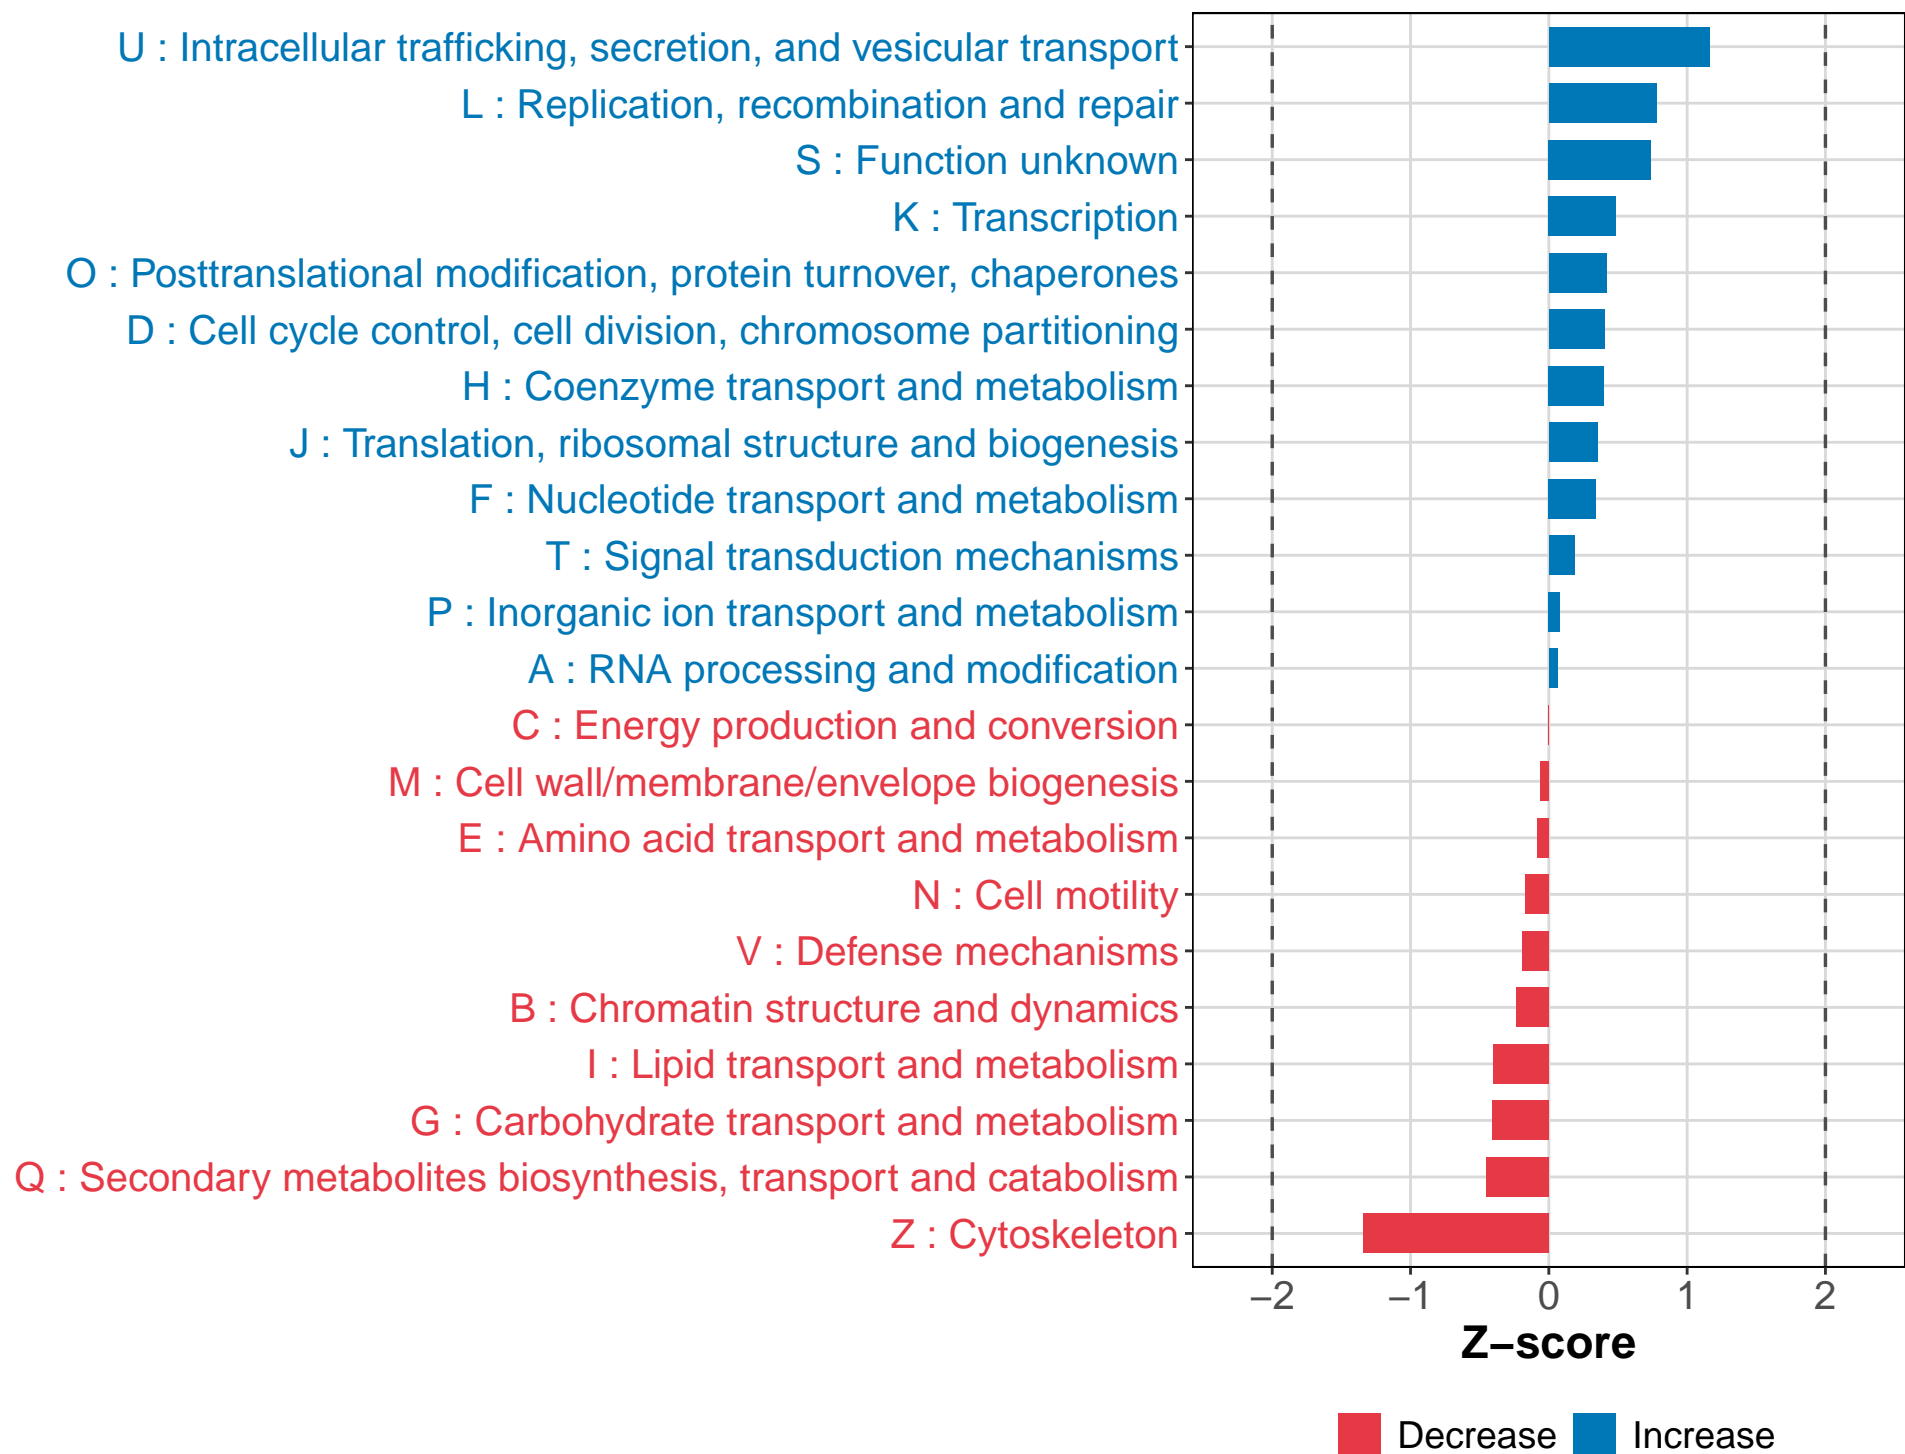 U : Intracellular trafficking, secretion, and vesicular transport
L : Replication, recombination and repair
S : Function unknown
K : Transcription
O : Posttranslational modification, protein turnover, chaperones
D : Cell cycle control, cell division, chromosome partitioning
H : Coenzyme transport and metabolism
J : Translation, ribosomal structure and biogenesis
F : Nucleotide transport and metabolism
T : Signal transduction mechanisms
P : Inorganic ion transport and metabolism
A : RNA processing and modification
C : Energy production and conversion
M : Cell wall/membrane/envelope biogenesis
E : Amino acid transport and metabolism
N : Cell motility
V : Defense mechanisms
B : Chromatin structure and dynamics
I : Lipid transport and metabolism
G : Carbohydrate transport and metabolism
Q : Secondary metabolites biosynthesis, transport and catabolism
Z : Cytoskeleton
−2 −1 0 1 2
Z−score
Decrease Increase